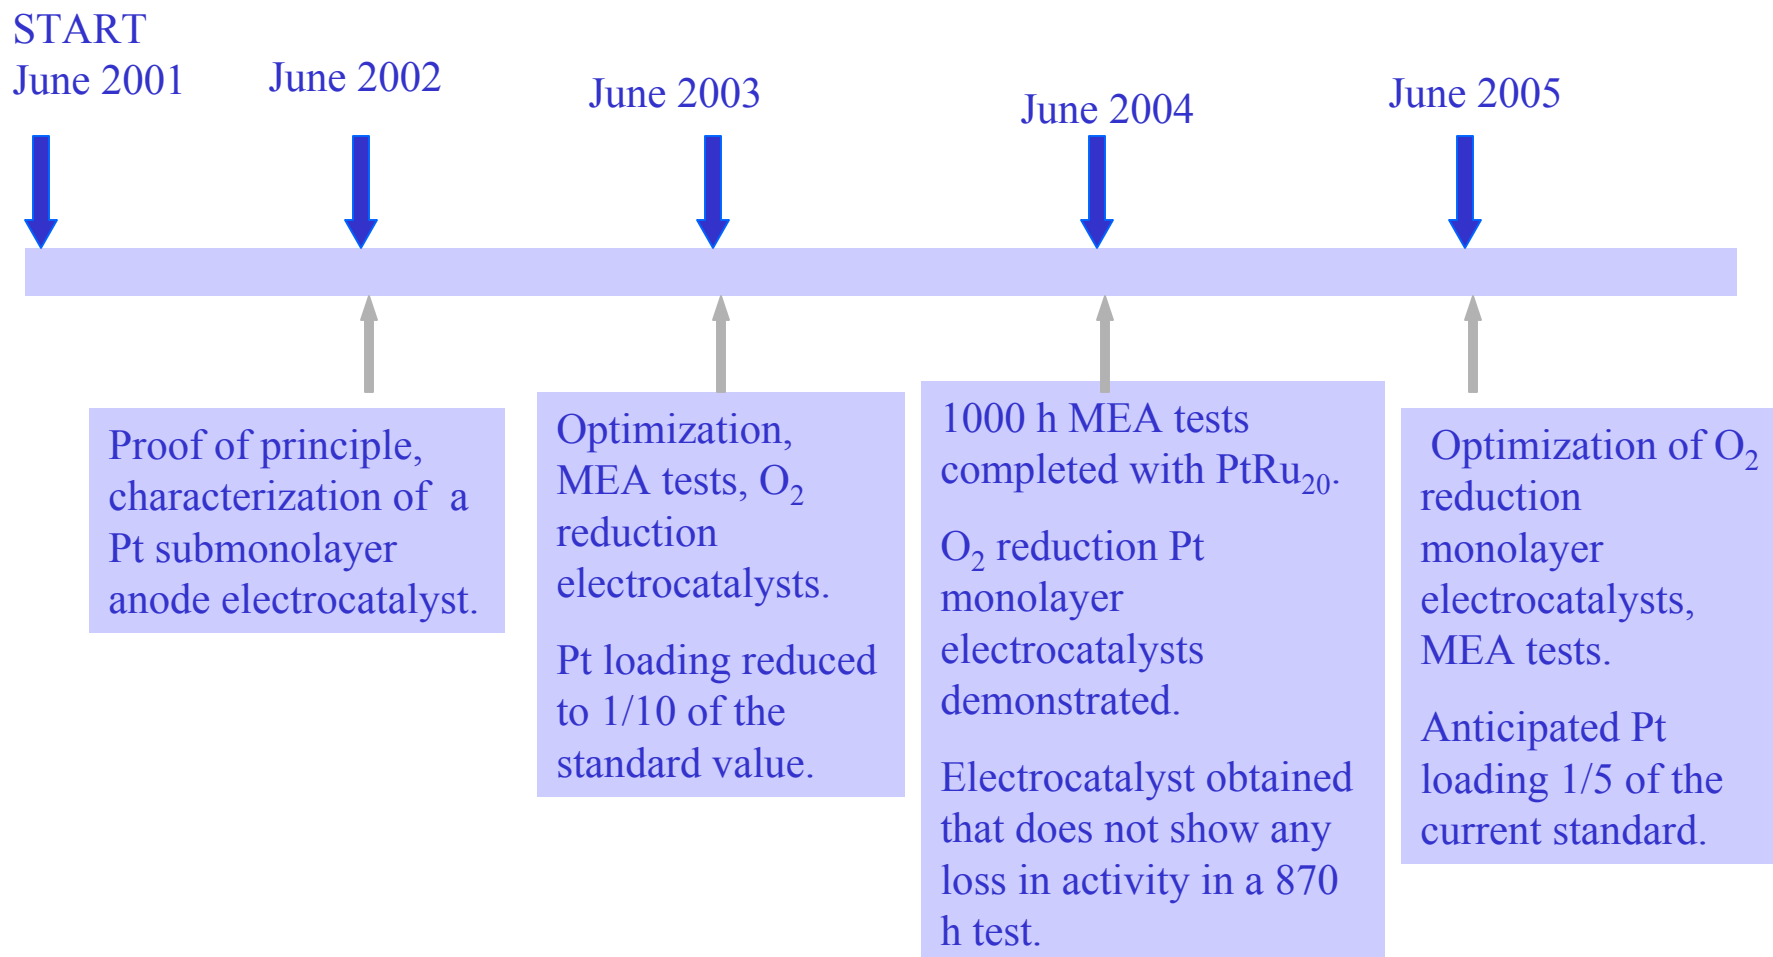 START
June 2001
June 2002
June 2003
June 2004
June 2005
Proof of principle,
characterization of a
Pt submonolayer
anode electrocatalyst.
Optimization,
MEA tests, O₂
reduction
electrocatalysts.
Pt loading reduced
to 1/10 of the
standard value.
1000 h MEA tests
completed with PtRu₂₀.
O₂ reduction Pt
monolayer
electrocatalysts
demonstrated.
Electrocatalyst obtained
that does not show any
loss in activity in a 870
h test.
Optimization of O₂
reduction
monolayer
electrocatalysts,
MEA tests.
Anticipated Pt
loading 1/5 of the
current standard.